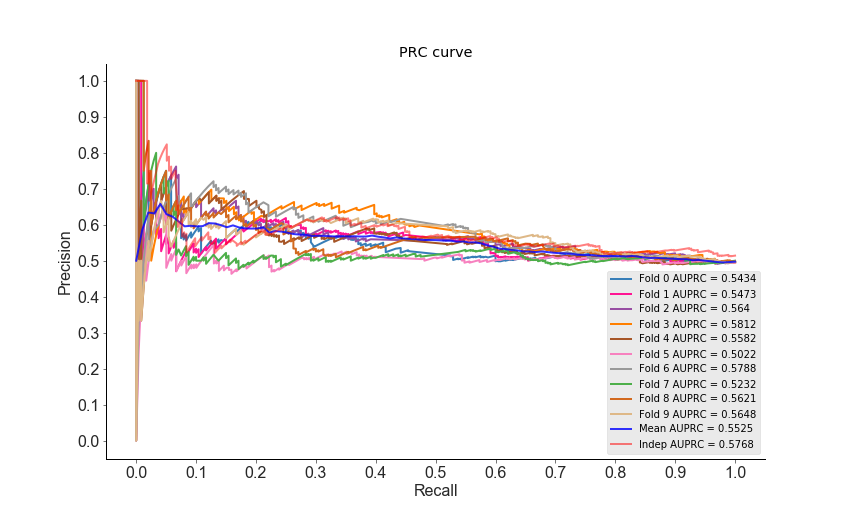 PRC curve
Precision
1.0
0.9
0.8
0.7
0.6
0.5
0.4
0.3
0.2
0.1
0.0
Fold 0 AUPRC = 0.5434
Fold 1 AUPRC = 0.5473
Fold 2 AUPRC = 0.564
Fold 3 AUPRC = 0.5812
Fold 4 AUPRC = 0.5582
Fold 5 AUPRC = 0.5022
Fold 6 AUPRC = 0.5788
Fold 7 AUPRC = 0.5232
Fold 8 AUPRC = 0.5621
Fold 9 AUPRC = 0.5648
Mean AUPRC = 0.5525
Indep AUPRC = 0.5768
0.0 0.1 0.2 0.3 0.4 0.5 0.6 0.7 0.8 0.9 1.0
Recall